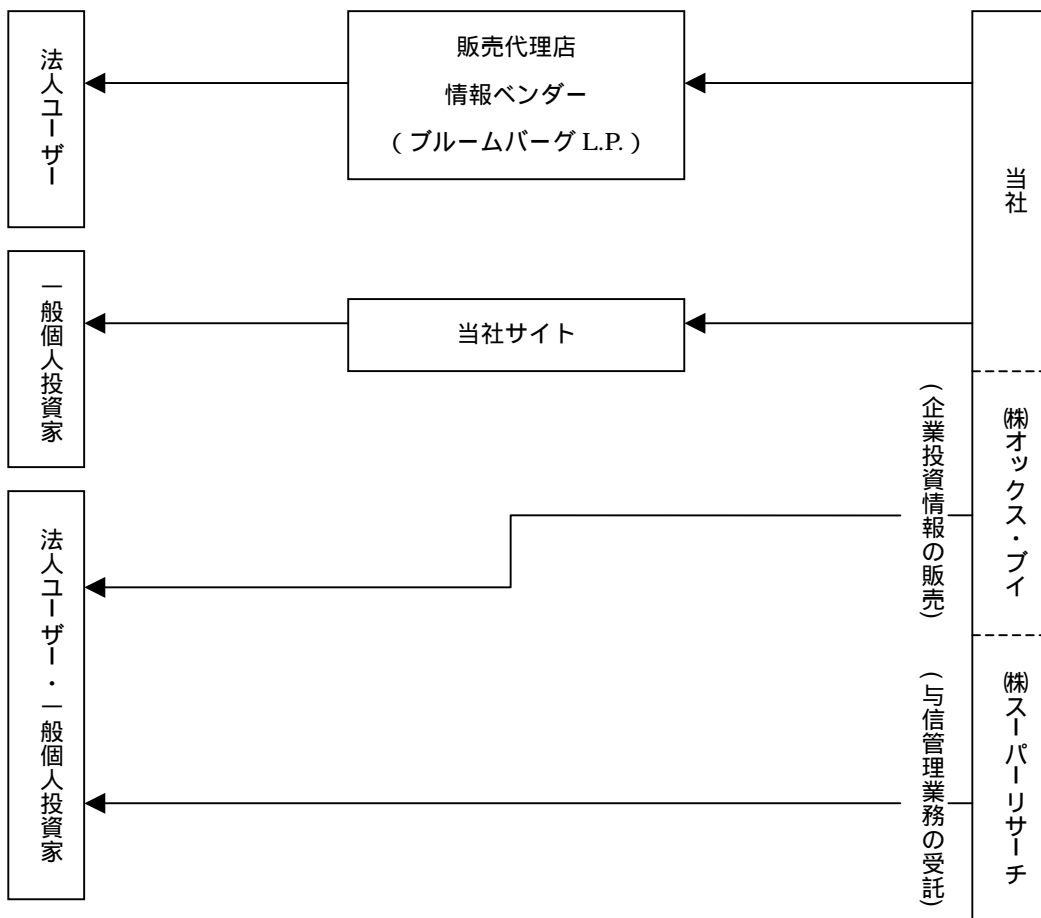 法人ユーザー
販売代理店
情報ベンダー
(ブルームバーグ L.P.)
当社
一般個人投資家
当社サイト
(企業投資情報の販売)
㈱オックス・ブイ
法人ユーザー・一般個人投資家
(与信管理業務の受託)
㈱スーパーリサーチ